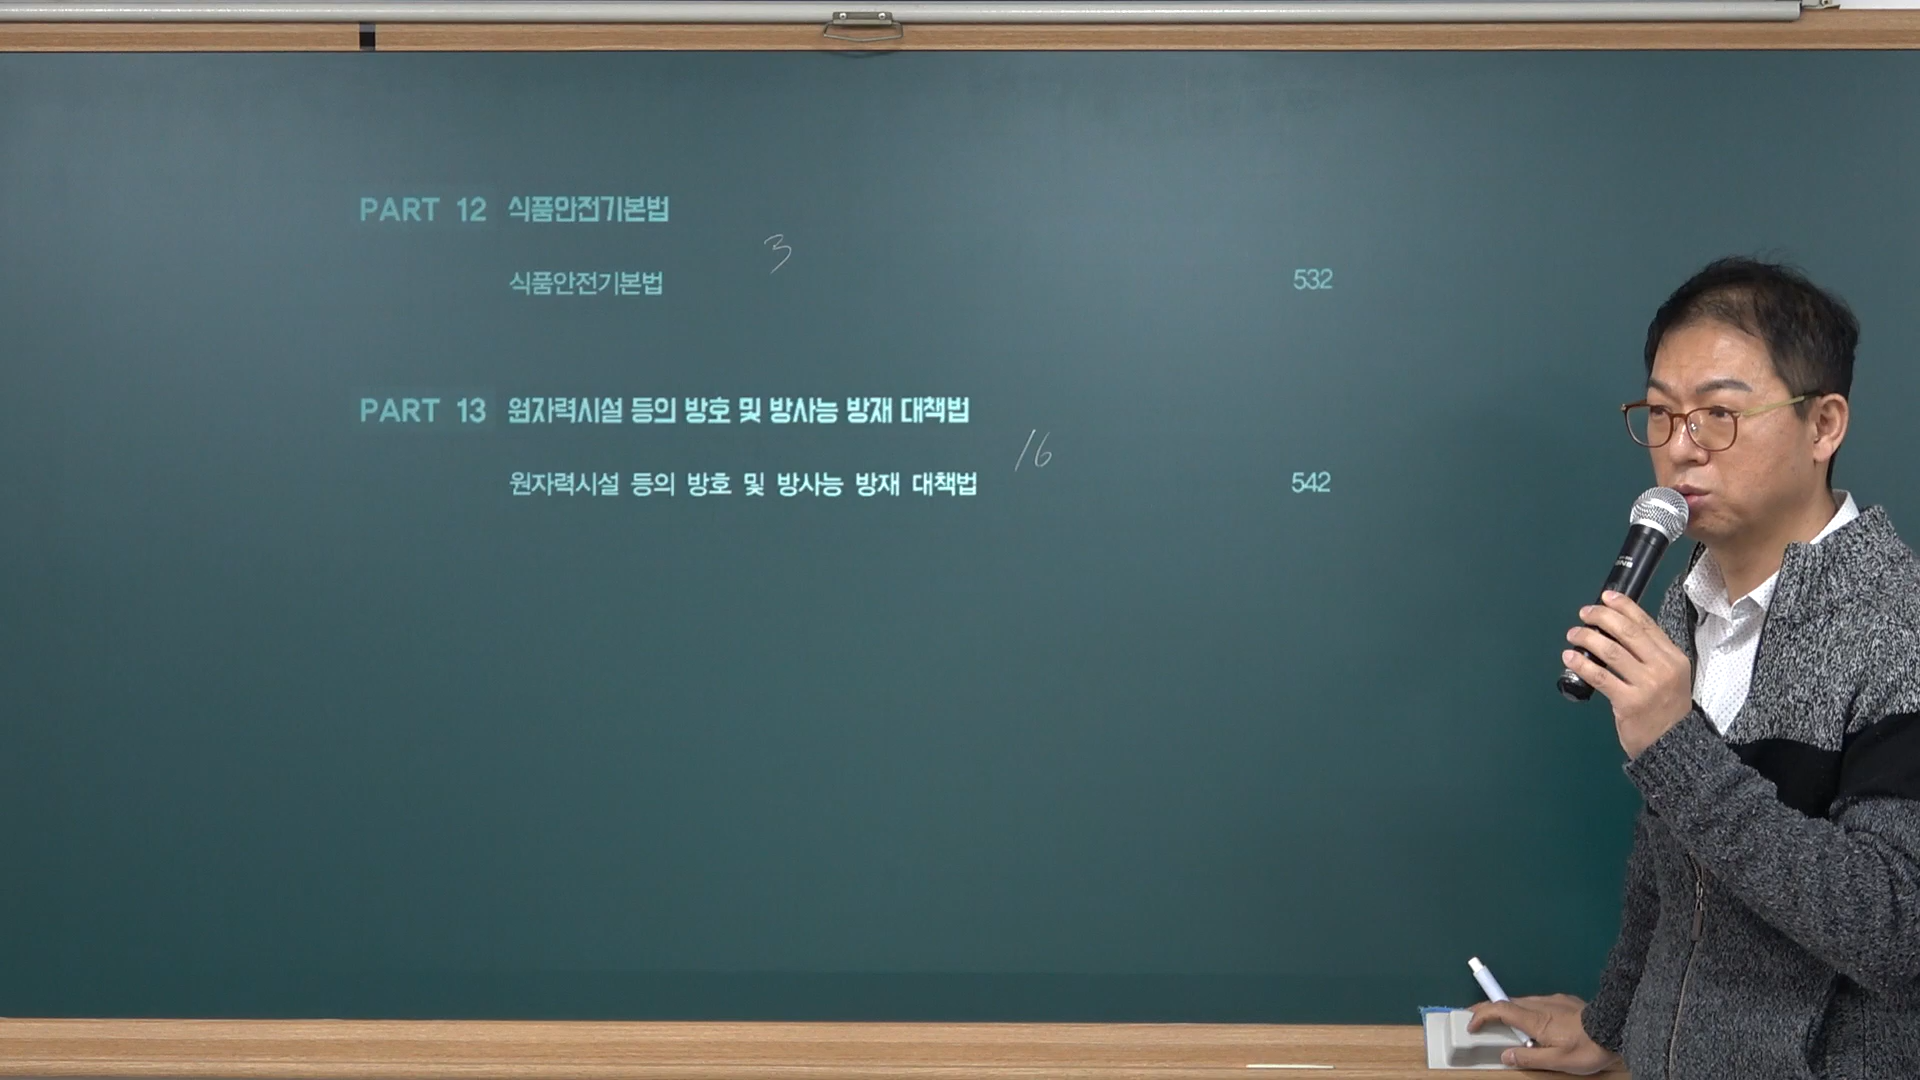 PART 12 식품안전기본법
3
식품안전기본법 532
PART 13 원자력시설 등의 방호 및 방사능 방재 대책법
16
원자력시설 등의 방호 및 방사능 방재 대책법 542